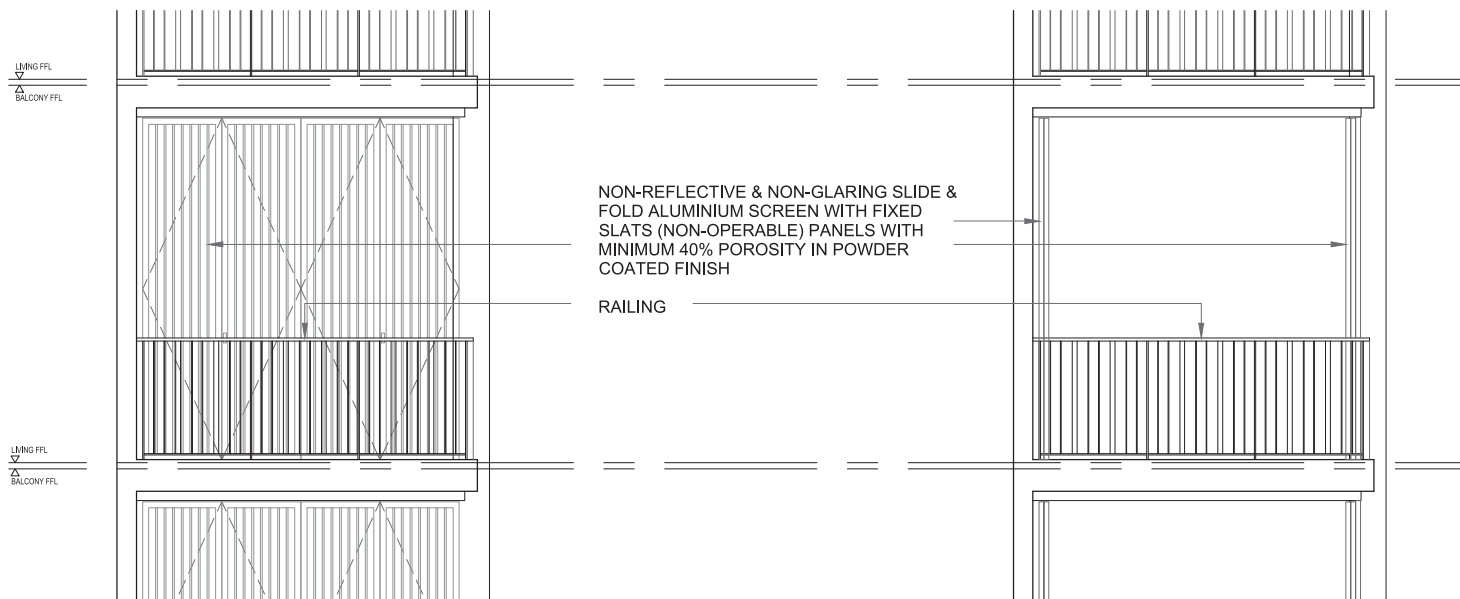 LIVING FFL
BALCONY FFL
NON-REFLECTIVE & NON-GLARING SLIDE &
FOLD ALUMINIUM SCREEN WITH FIXED
SLATS (NON-OPERABLE) PANELS WITH
MINIMUM 40% POROSITY IN POWDER
COATED FINISH
RAILING
LIVING FFL
BALCONY FFL